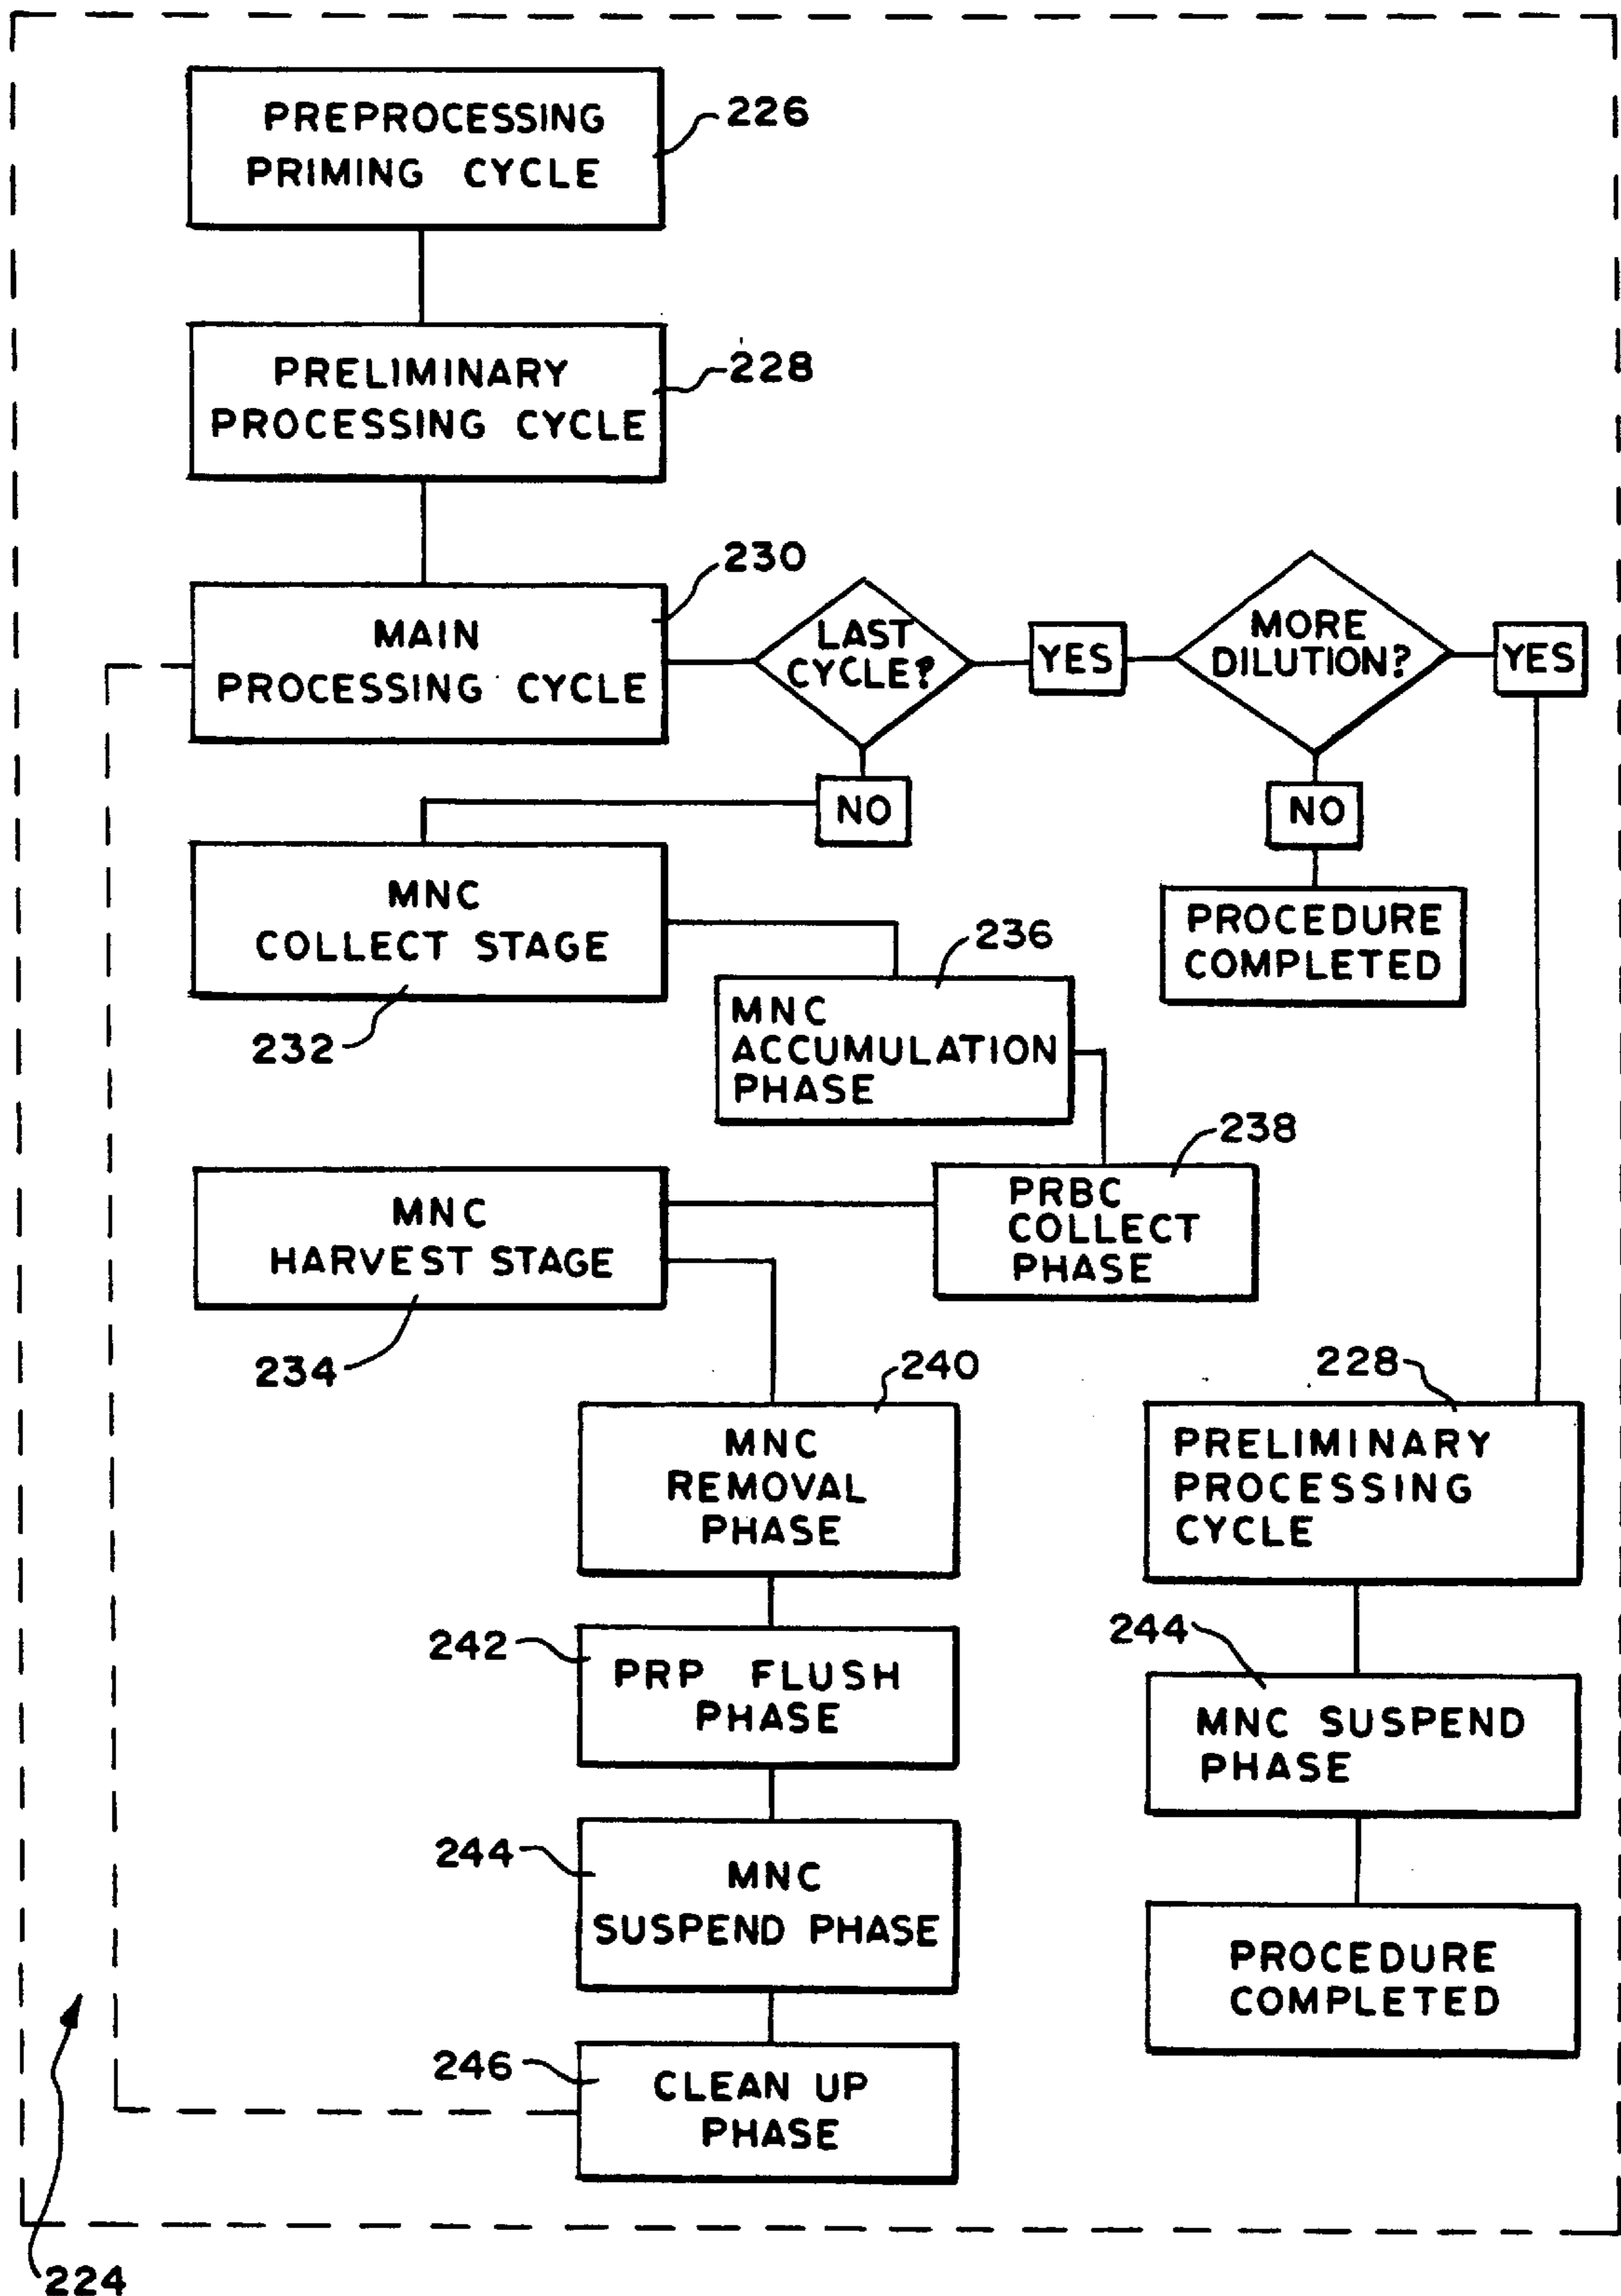 PREPROCESSING
PRIMING CYCLE
226
PRELIMINARY
PROCESSING CYCLE
228
MAIN
PROCESSING CYCLE
230
LAST
CYCLE?
YES
MORE
DILUTION?
YES
NO
NO
PROCEDURE
COMPLETED
MNC
COLLECT STAGE
232
236
MNC
ACCUMULATION
PHASE
238
PRBC
COLLECT
PHASE
MNC
HARVEST STAGE
234
240
MNC
REMOVAL
PHASE
228
PRELIMINARY
PROCESSING
CYCLE
242
PRP FLUSH
PHASE
244
MNC SUSPEND
PHASE
244
MNC
SUSPEND PHASE
PROCEDURE
COMPLETED
246
CLEAN UP
PHASE
224